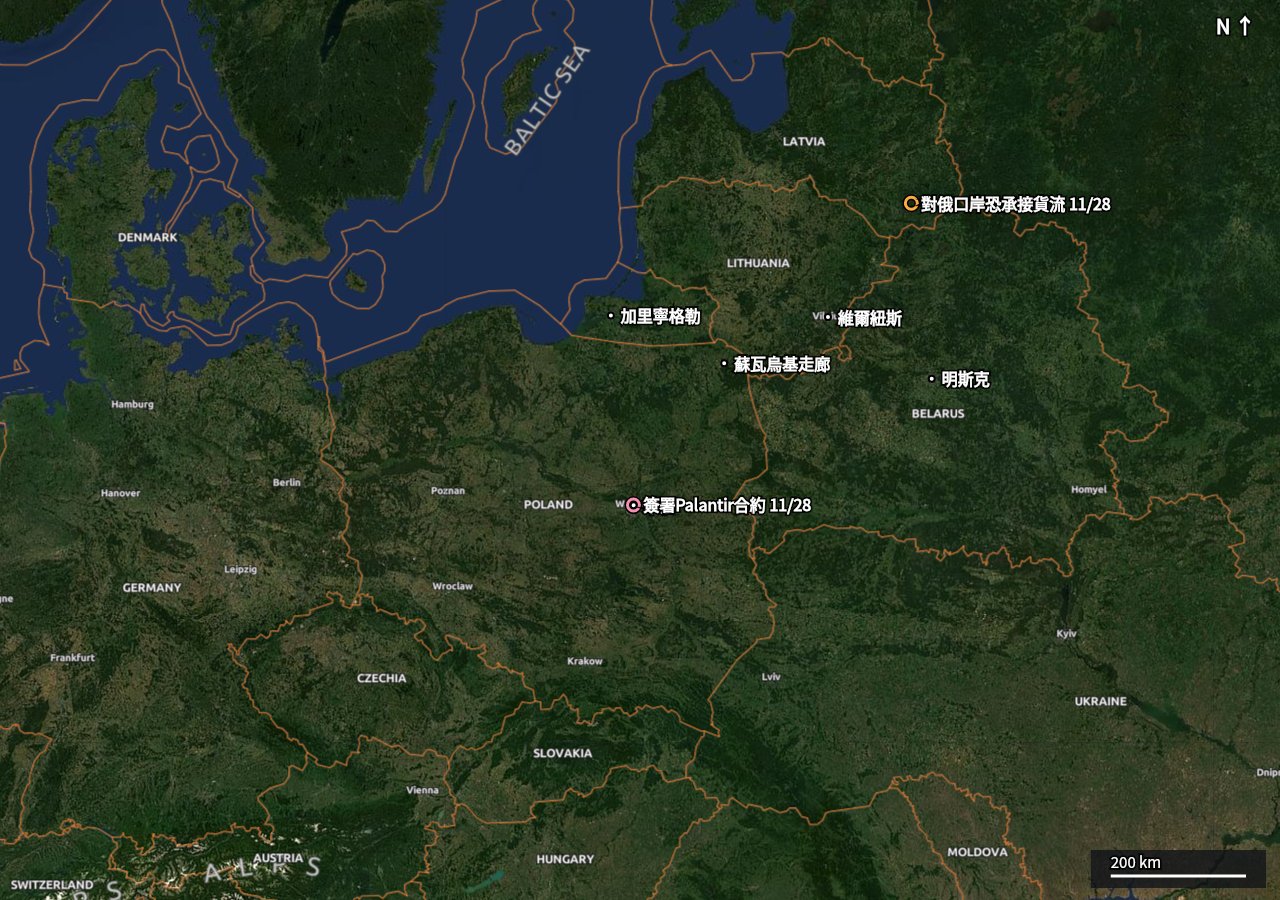 N ↑
BALTIC SEA
LATVIA
對俄口岸恐承接貨流 11/28
DENMARK
LITHUANIA
加里寧格勒
維爾紐斯
蘇瓦烏基走廊
明斯克
Hamburg
BELARUS
Berlin
Hanover
Poznan
Homyel
POLAND
簽署Palantir合約 11/28
Leipzig
GERMANY
Wroclaw
Kyiv
Frankfurt
Krakow
CZECHIA
Lviv
UKRAINE
SLOVAKIA
Vienna
MOLDOVA
AUSTRIA
HUNGARY
200 km
SWITZERLAND